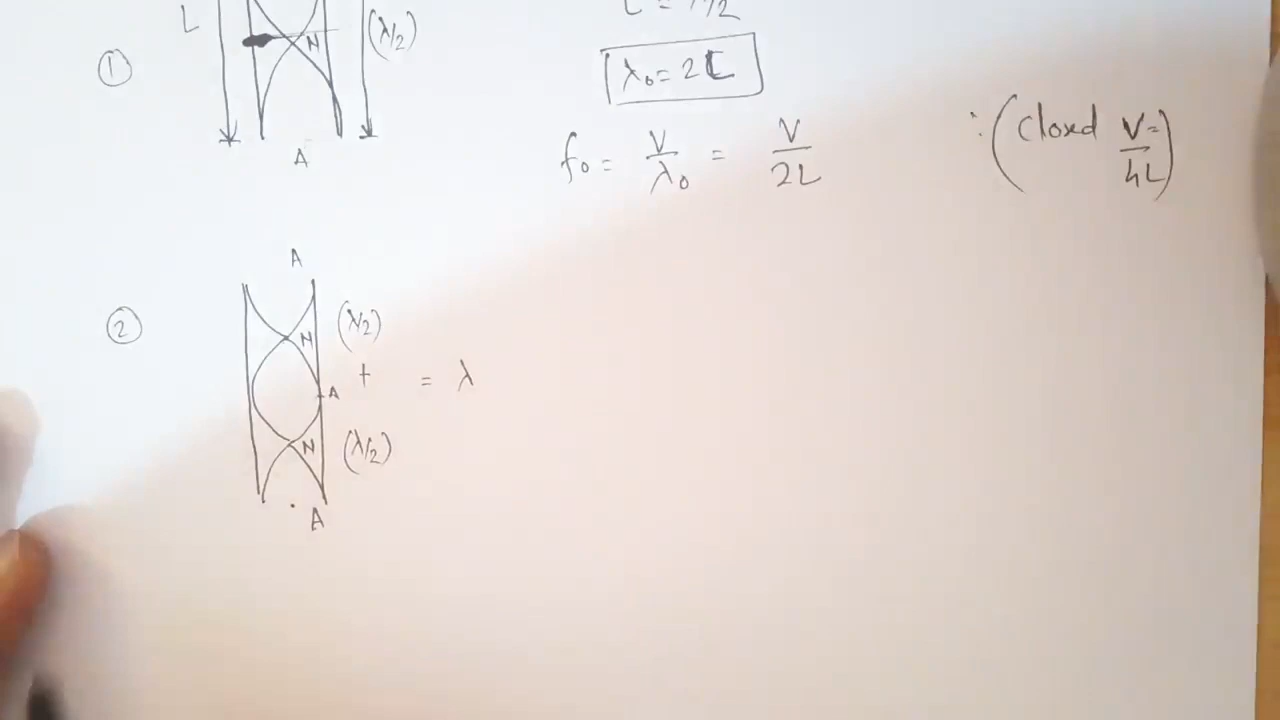 L = λ/2
L
(λ/2)
N
①
λ₀ = 2L
A
f₀ = V/λ₀ = V/2L
∴ (Closed V=/4L)
A
②
(λ/2)
N
+ = λ
A
N
(λ/2)
A